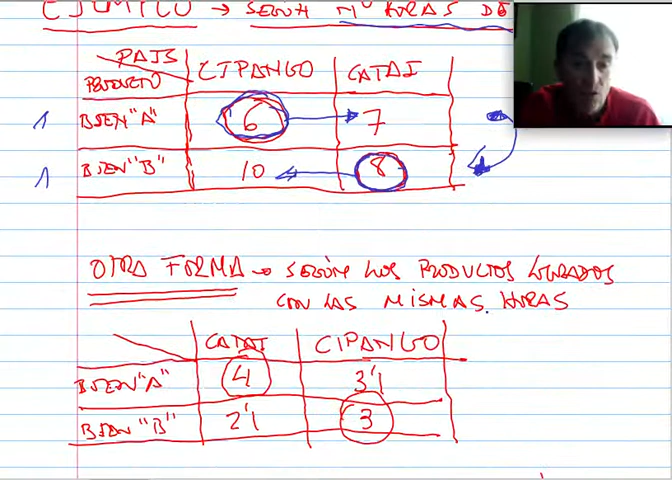 EJEMPLO → SEGÚN Nº HORAS DE
PAÍS
PRODUCTO
CIPANGO
CATAI
1 BIEN "A" 6 7
1 BIEN "B" 10 8
OTRA FORMA → SEGÚN LOS PRODUCTOS LOGRADOS
CON LAS MISMAS HORAS
CATAI CIPANGO
BIEN "A" 4 3'1
BIEN "B" 2'1 3